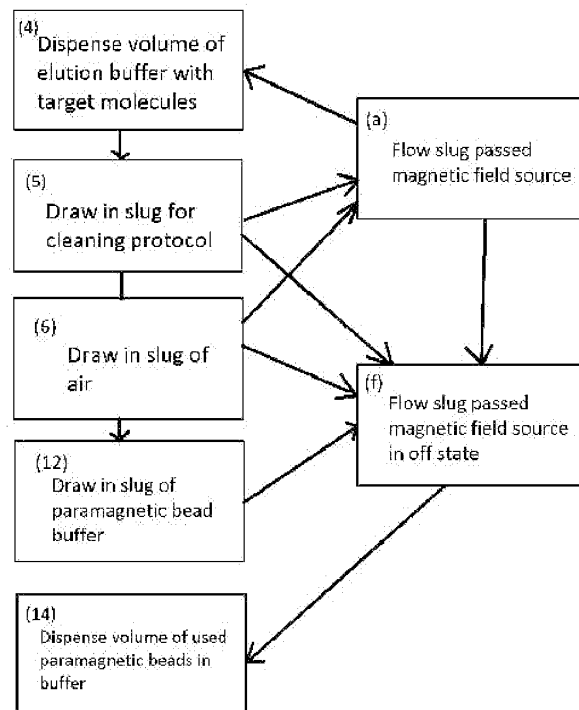 (4)
Dispense volume of
elution buffer with
target molecules
(a)
Flow slug passed
magnetic field source
(5)
Draw in slug for
cleaning protocol
(6)
Draw in slug of
air
(f)
Flow slug passed
magnetic field source
in off state
(12)
Draw in slug of
paramagnetic bead
buffer
(14)
Dispense volume of used
paramagnetic beads in
buffer